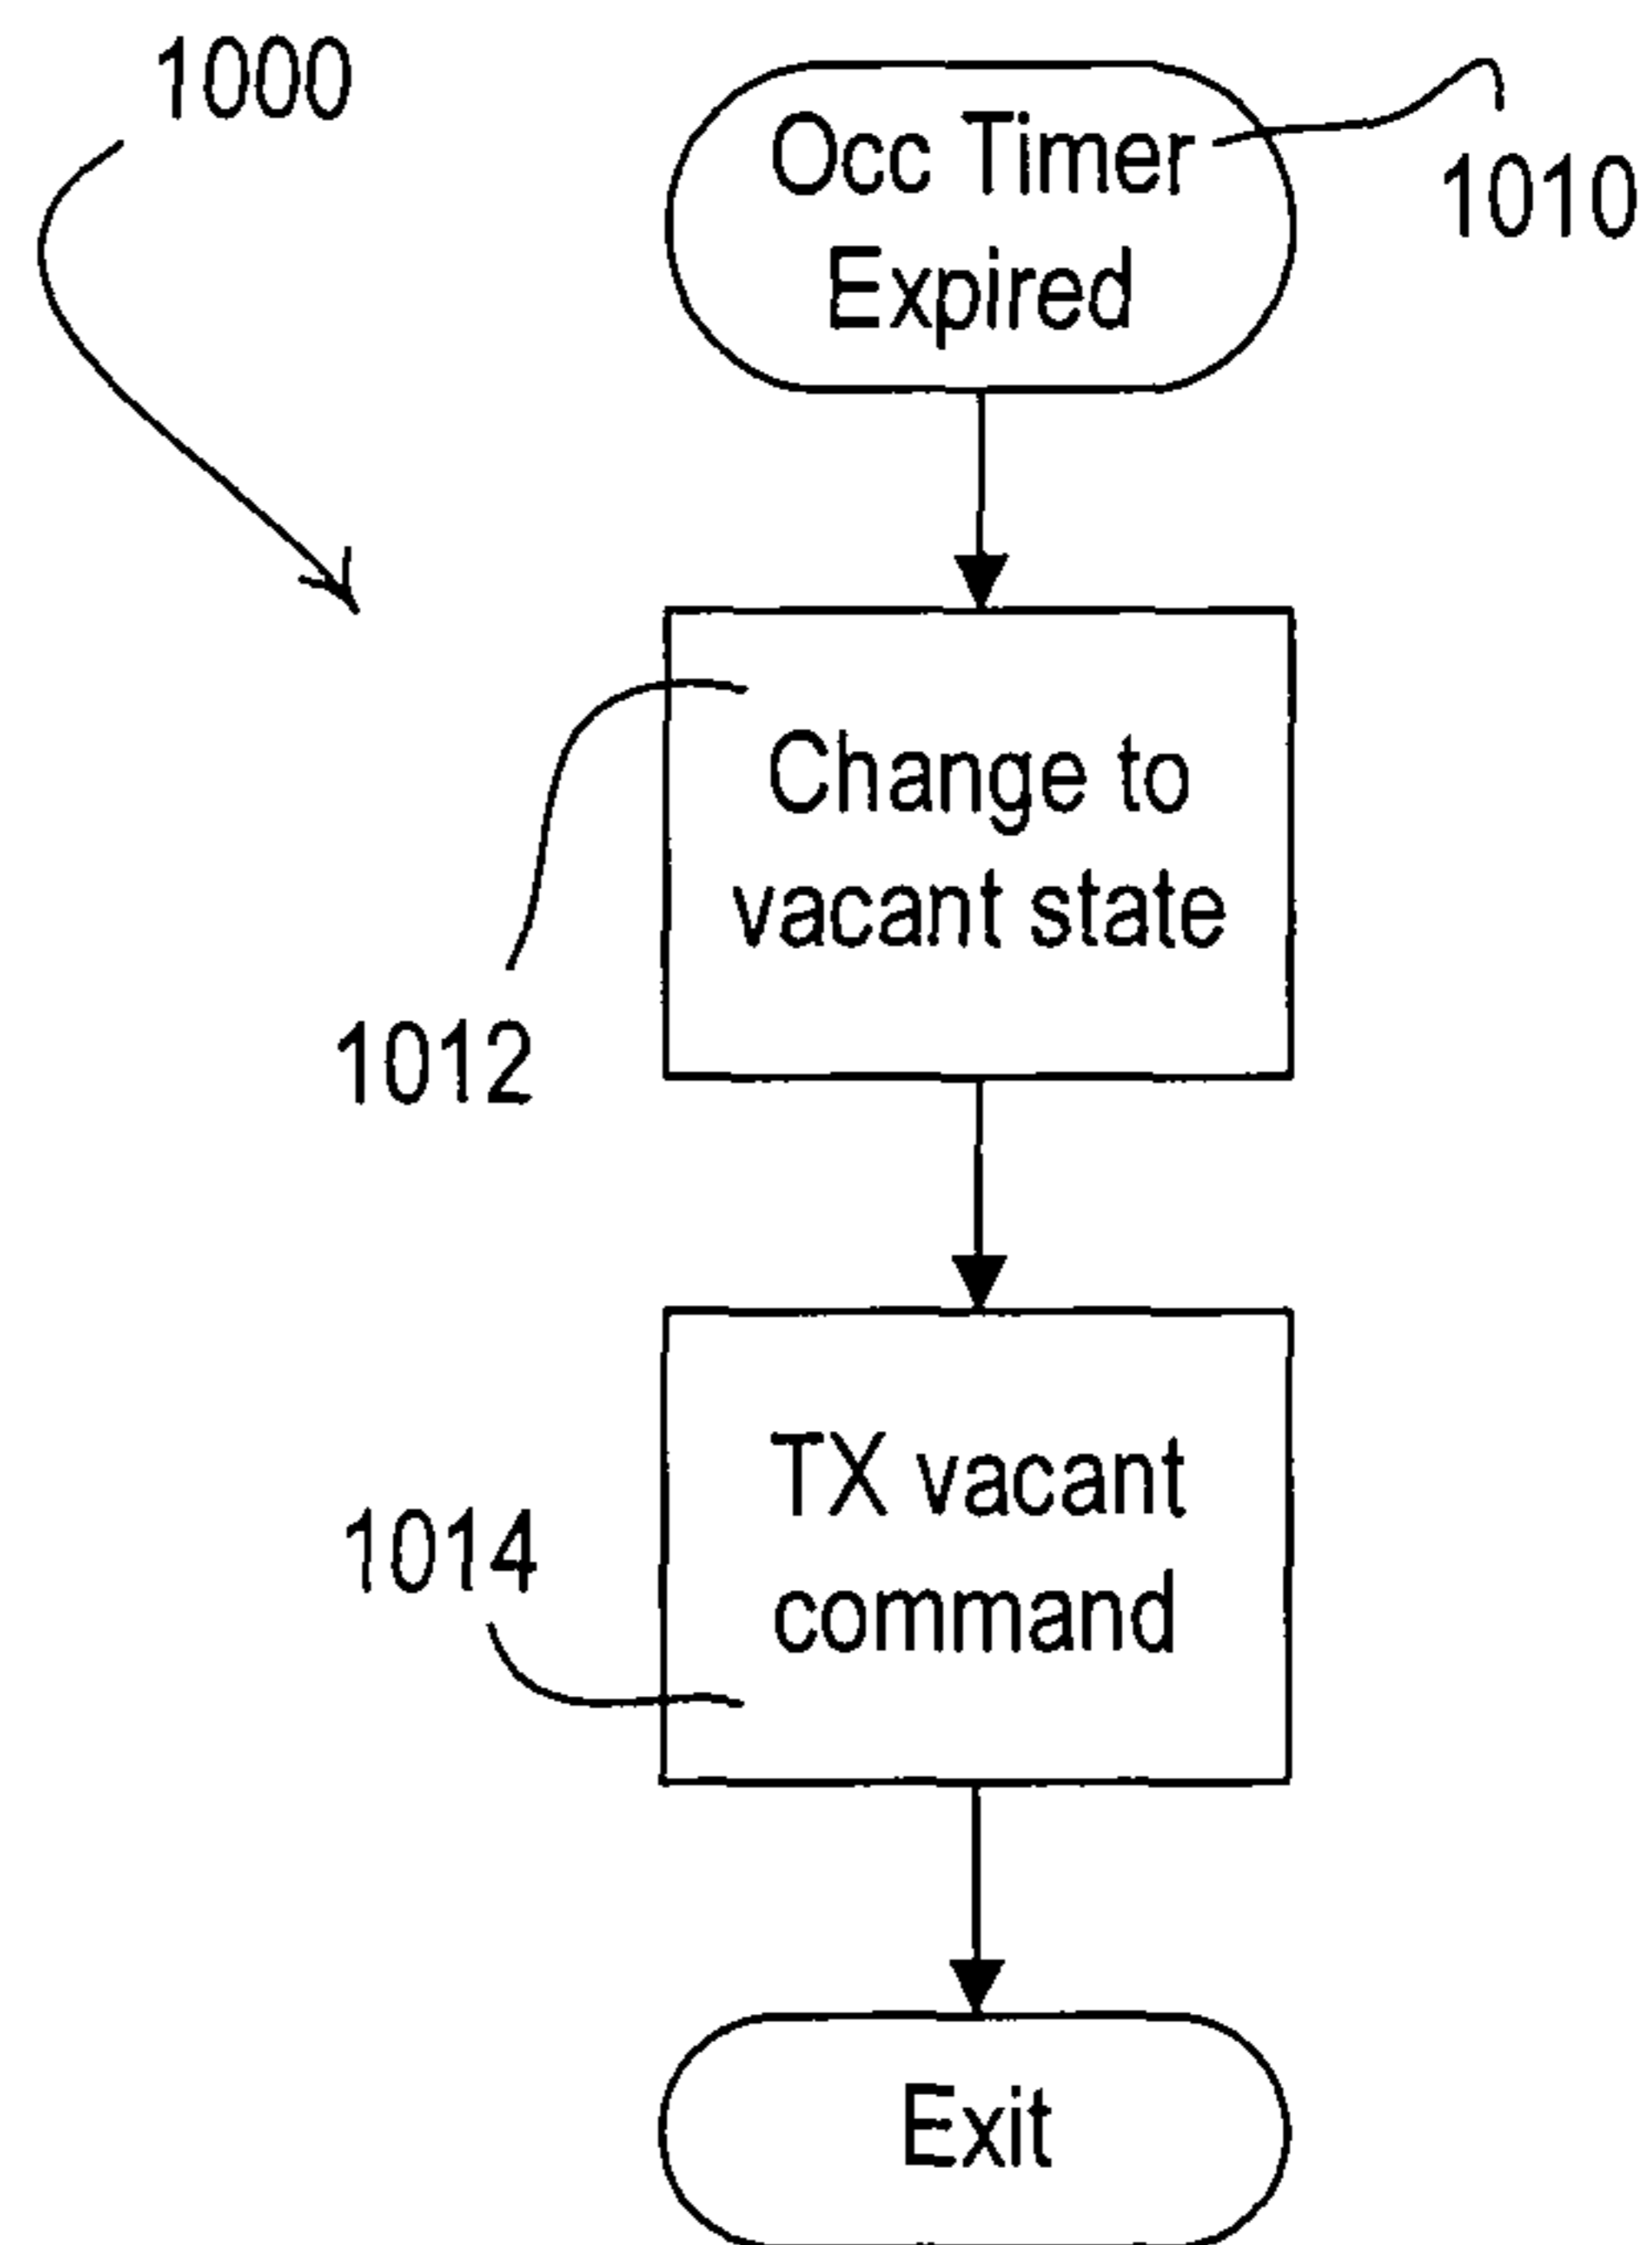 1000
Occ Timer
Expired
1010
Change to
vacant state
1012
TX vacant
command
1014
Exit